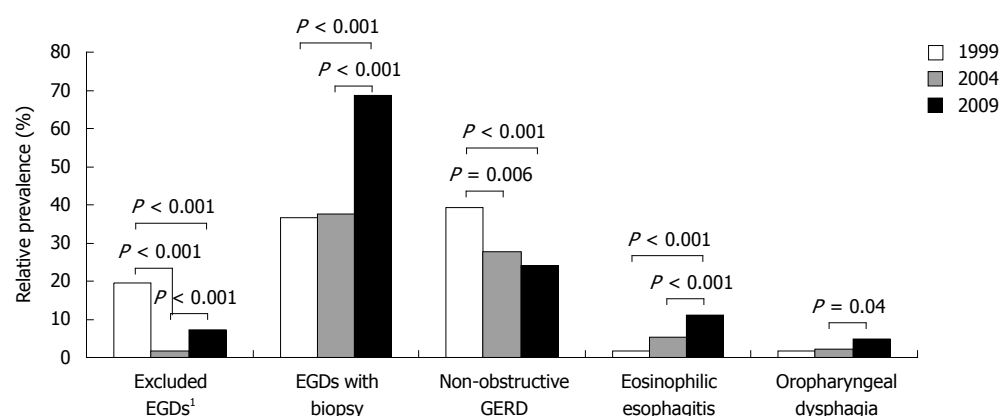 P < 0.001
P < 0.001
80
70
60
50
40
30
20
10
0
Relative prevalence (%)
1999
2004
2009
P < 0.001
P = 0.006
P < 0.001
P < 0.001
P < 0.001
P < 0.001
P < 0.001
P = 0.04
Excluded
EGDs¹
EGDs with
biopsy
Non-obstructive
GERD
Eosinophilic
esophagitis
Oropharyngeal
dysphagia